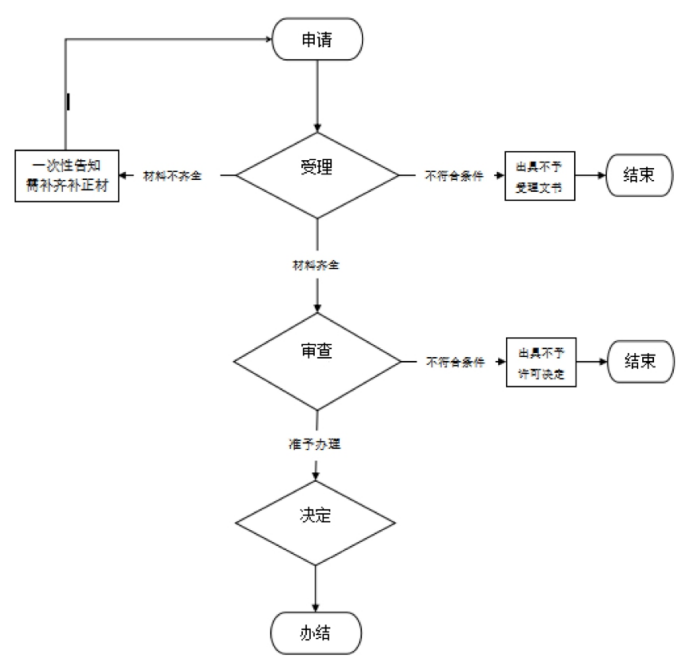 申请
受理
一次性告知
需补齐补正材
材料不齐全
不符合条件
出具不予
受理文书
结束
材料齐全
审查
不符合条件
出具不予
许可决定
结束
准予办理
决定
办结